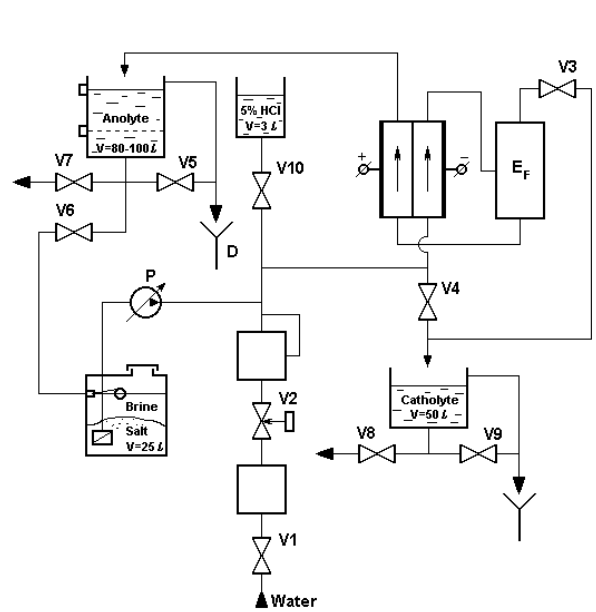 V3
Anolyte
V=80-100 ℓ
5% HCl
V=3 ℓ
V7
V5
V10
+
−
E_F
V6
D
P
V4
Brine
Salt
V=25 ℓ
V2
Catholyte
V=50 ℓ
V8
V9
V1
Water